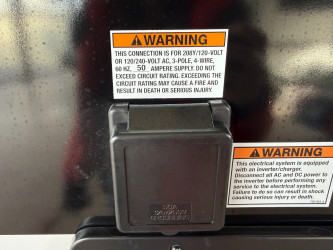 WARNING
THIS CONNECTION IS FOR 208Y/120-VOLT
OR 120/240-VOLT AC, 3-POLE, 4-WIRE,
60 HZ, 50 AMPERE SUPPLY. DO NOT
EXCEED CIRCUIT RATING. EXCEEDING THE
CIRCUIT RATING MAY CAUSE A FIRE AND
RESULT IN DEATH OR SERIOUS INJURY.
WARNING
This electrical system is equipped
with an inverter/charger.
Disconnect all AC and DC power to
the inverter before performing any
service to the electrical system.
Failure to do so can result in shock
causing serious injury or death.